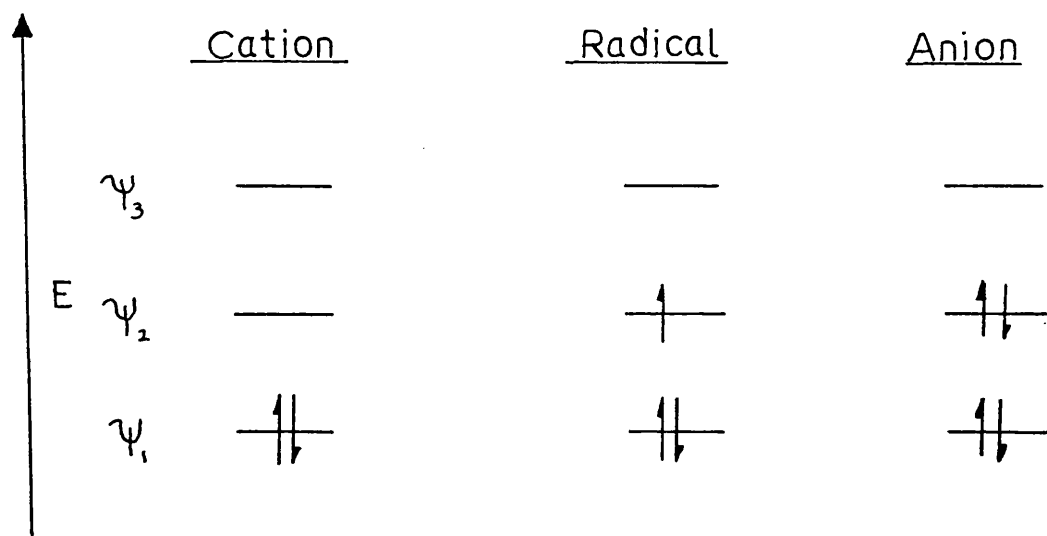 Cation Radical Anion
Ψ₃
E Ψ₂
Ψ₁